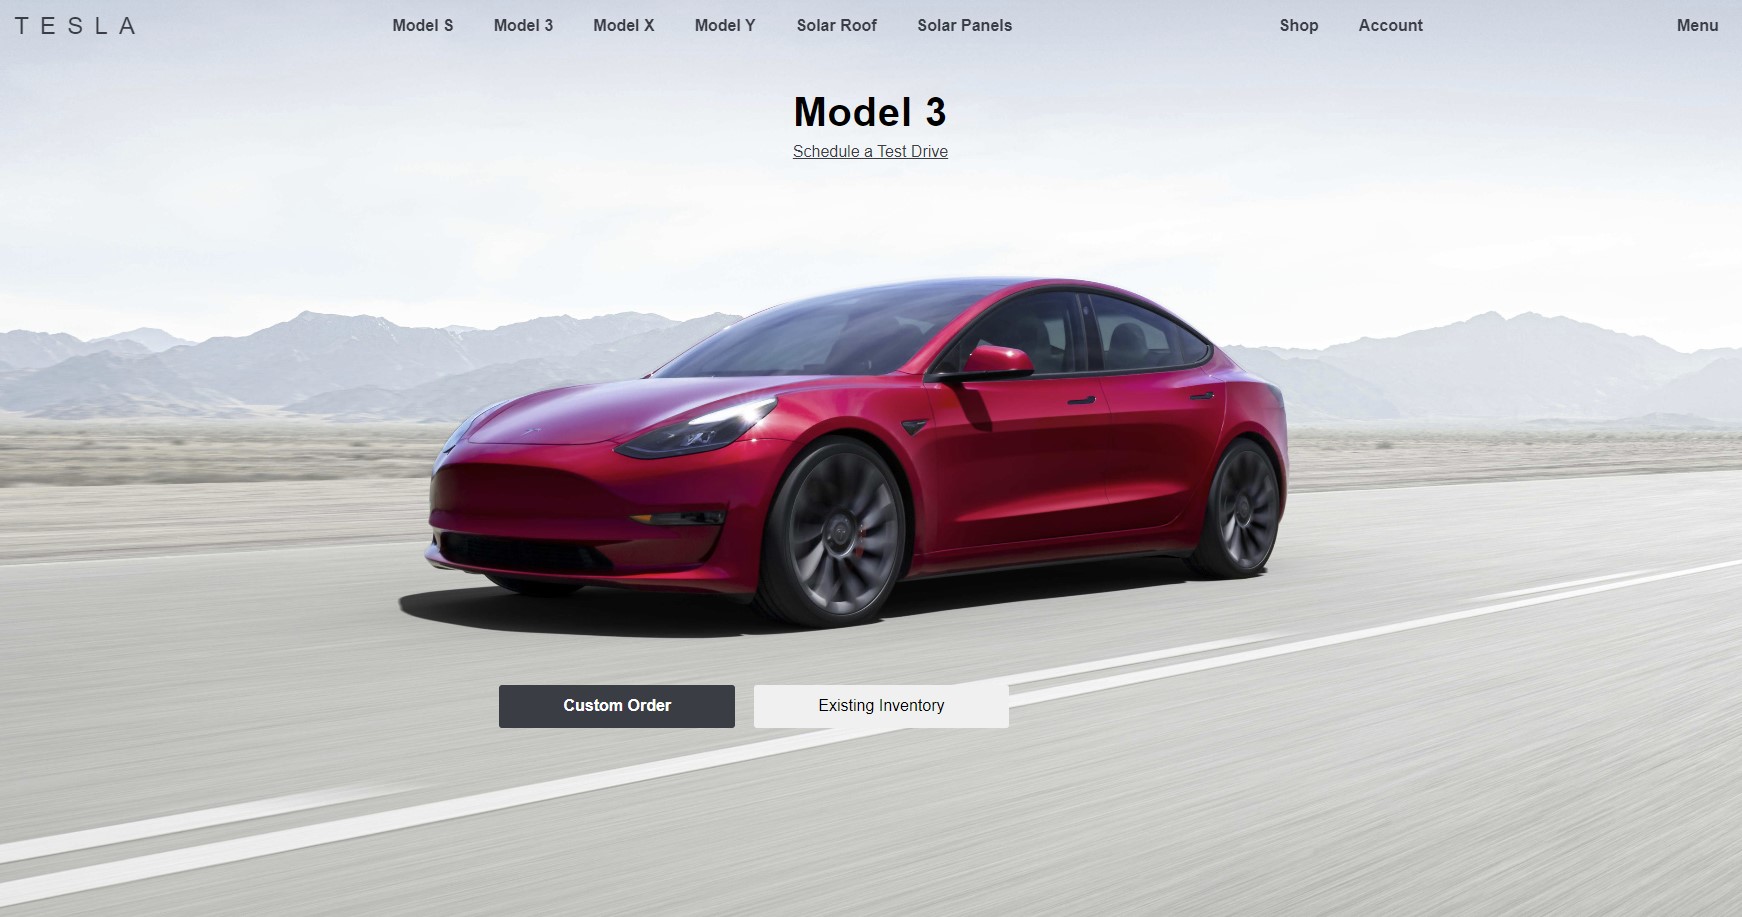 TESLA Model S Model 3 Model X Model Y Solar Roof Solar Panels Shop Account Menu
Model 3
Schedule a Test Drive
Custom Order Existing Inventory